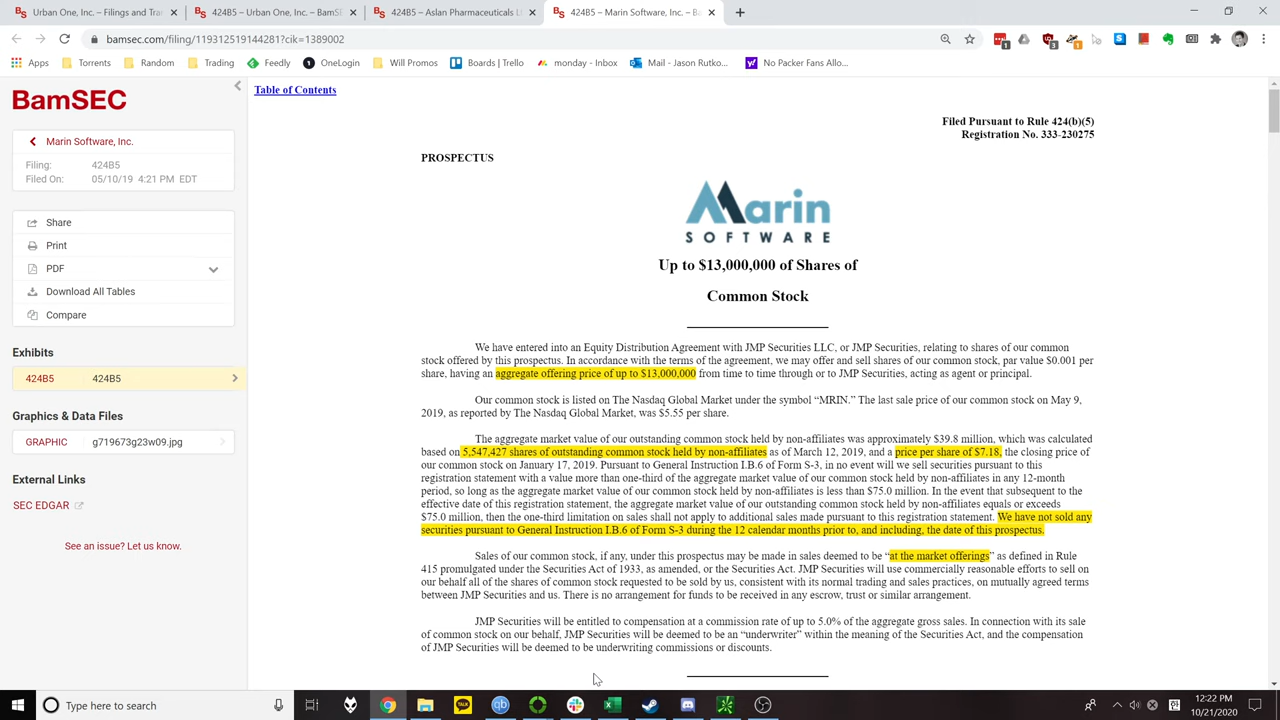 424B5 – Urban One, Inc. Filings and Tra
424B5 – Urban One, Inc. – BamSEC
424B5 – Aslan Pharmaceuticals L
424B5 – Marin Software, Inc. – B
bamsec.com/filing/119312519144281?cik=1389002
Apps
Torrents
Random
Trading
Feedly
OneLogin
Will Promos
Boards | Trello
monday - Inbox
Mail - Jason Rutko...
No Packer Fans Allo...
BamSEC
Marin Software, Inc.
Filing: 424B5
Filed On: 05/10/19 4:21 PM EDT
Share
Print
PDF
Download All Tables
Compare
Exhibits
424B5 424B5
Graphics & Data Files
GRAPHIC g719673g23w09.jpg
External Links
SEC EDGAR
See an issue? Let us know.
Table of Contents
Filed Pursuant to Rule 424(b)(5)
Registration No. 333-230275
PROSPECTUS
Marin
SOFTWARE
Up to $13,000,000 of Shares of
Common Stock
We have entered into an Equity Distribution Agreement with JMP Securities LLC, or JMP Securities, relating to shares of our common
stock offered by this prospectus. In accordance with the terms of the agreement, we may offer and sell shares of our common stock, par value $0.001 per
share, having an aggregate offering price of up to $13,000,000 from time to time through or to JMP Securities, acting as agent or principal.
Our common stock is listed on The Nasdaq Global Market under the symbol “MRIN.” The last sale price of our common stock on May 9,
2019, as reported by The Nasdaq Global Market, was $5.55 per share.
The aggregate market value of our outstanding common stock held by non-affiliates was approximately $39.8 million, which was calculated
based on 5,547,427 shares of outstanding common stock held by non-affiliates as of March 12, 2019, and a price per share of $7.18, the closing price of
our common stock on January 17, 2019. Pursuant to General Instruction I.B.6 of Form S-3, in no event will we sell securities pursuant to this
registration statement with a value more than one-third of the aggregate market value of our common stock held by non-affiliates in any 12-month
period, so long as the aggregate market value of our common stock held by non-affiliates is less than $75.0 million. In the event that subsequent to the
effective date of this registration statement, the aggregate market value of our outstanding common stock held by non-affiliates equals or exceeds
$75.0 million, then the one-third limitation on sales shall not apply to additional sales made pursuant to this registration statement. We have not sold any
securities pursuant to General Instruction I.B.6 of Form S-3 during the 12 calendar months prior to, and including, the date of this prospectus.
Sales of our common stock, if any, under this prospectus may be made in sales deemed to be “at the market offerings” as defined in Rule
415 promulgated under the Securities Act of 1933, as amended, or the Securities Act. JMP Securities will use commercially reasonable efforts to sell on
our behalf all of the shares of common stock requested to be sold by us, consistent with its normal trading and sales practices, on mutually agreed terms
between JMP Securities and us. There is no arrangement for funds to be received in any escrow, trust or similar arrangement.
JMP Securities will be entitled to compensation at a commission rate of up to 5.0% of the aggregate gross sales. In connection with its sale
of common stock on our behalf, JMP Securities will be deemed to be an “underwriter” within the meaning of the Securities Act, and the compensation
of JMP Securities will be deemed to be underwriting commissions or discounts.
Type here to search
12:22 PM
10/21/2020